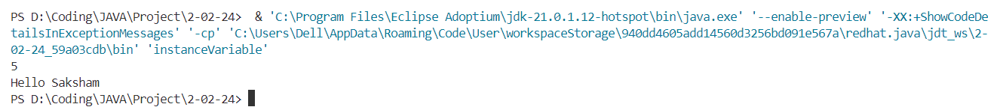 PS D:\Coding\JAVA\Project\2-02-24>  & 'C:\Program Files\Eclipse Adoptium\jdk-21.0.1.12-hotspot\bin\java.exe' '--enable-preview' '-XX:+ShowCodeDe
tailsInExceptionMessages' '-cp' 'C:\Users\Dell\AppData\Roaming\Code\User\workspaceStorage\940dd4605add14560d3256bd091e567a\redhat.java\jdt_ws\2-
02-24_59a03cdb\bin' 'instanceVariable'
5
Hello Saksham
PS D:\Coding\JAVA\Project\2-02-24>